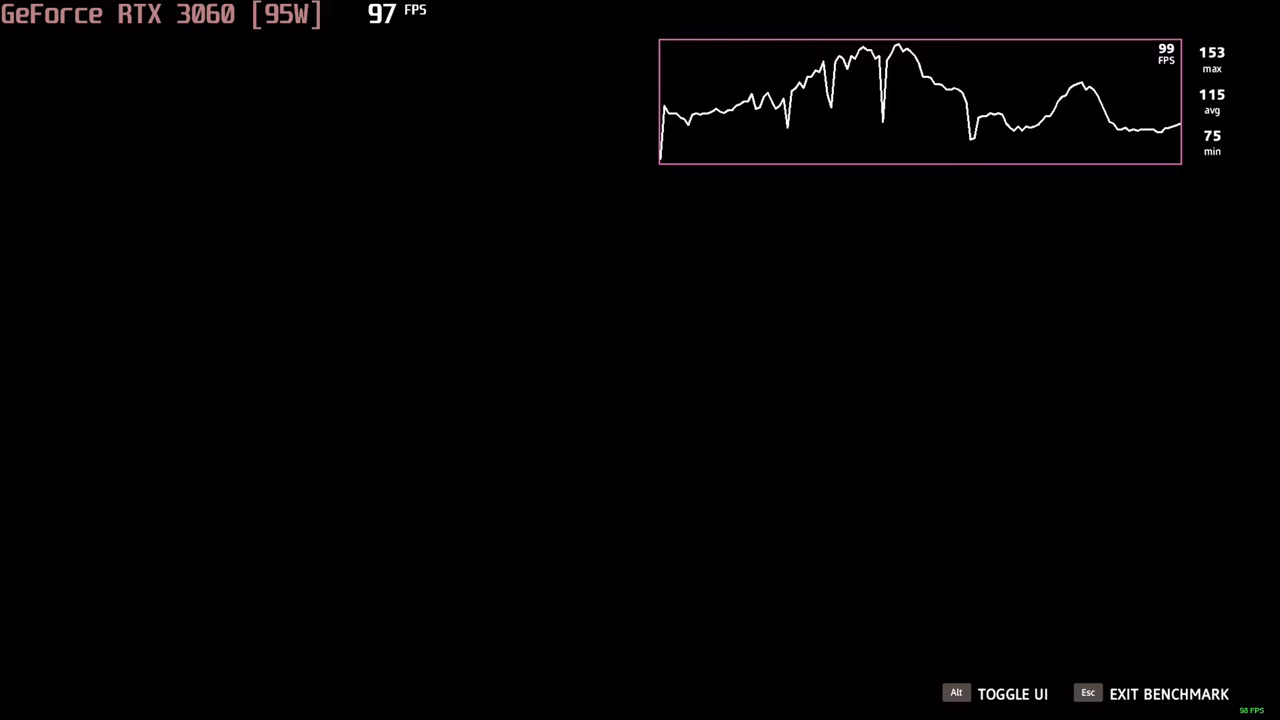 GeForce RTX 3060 [95W] 97 FPS
99
FPS
153
max
115
avg
75
min
Alt TOGGLE UI Esc EXIT BENCHMARK
98 FPS